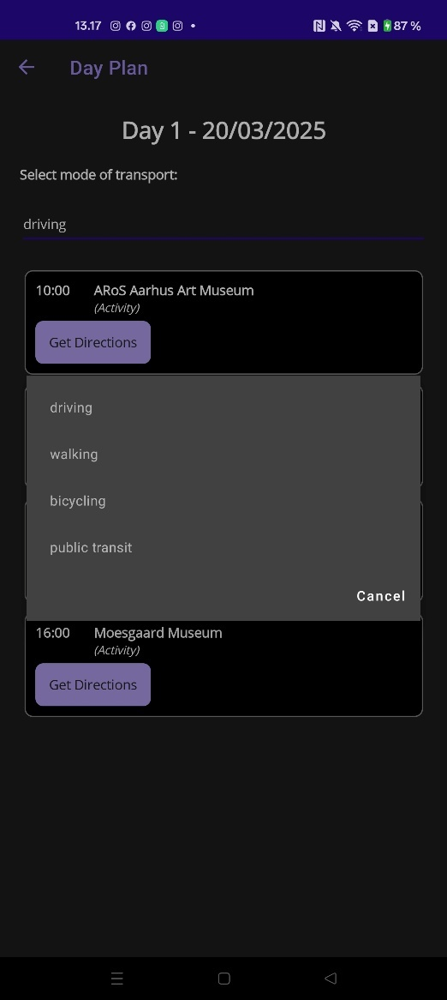 13.17
87 %
Day Plan
Day 1 - 20/03/2025
Select mode of transport:
driving
10:00 ARoS Aarhus Art Museum
(Activity)
Get Directions
driving
walking
bicycling
public transit
Cancel
16:00 Moesgaard Museum
(Activity)
Get Directions